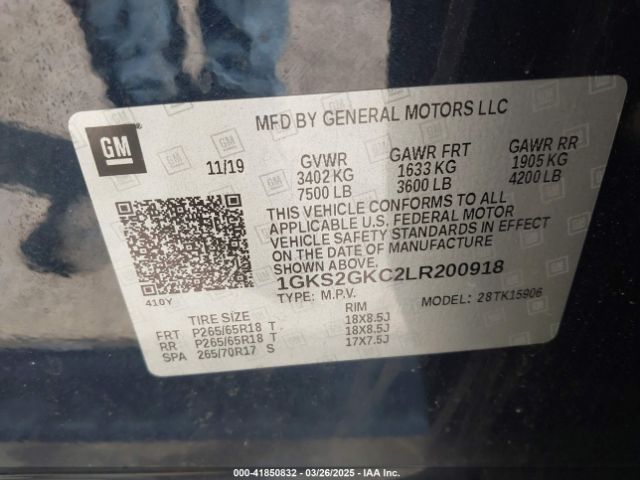 MFD BY GENERAL MOTORS LLC
GM
11/19
GVWR GAWR FRT GAWR RR
3402 KG 1633 KG 1905 KG
7500 LB 3600 LB 4200 LB
THIS VEHICLE CONFORMS TO ALL
APPLICABLE U.S. FEDERAL MOTOR
VEHICLE SAFETY STANDARDS IN EFFECT
ON THE DATE OF MANUFACTURE
SHOWN ABOVE.
1GKS2GKC2LR200918
410Y
TYPE: M.P.V. MODEL: 28TK15906
TIRE SIZE RIM
FRT P265/65R18 T 18X8.5J
RR P265/65R18 T 18X8.5J
SPA 265/70R17 S 17X7.5J
000-41850832 - 03/26/2025 - IAA Inc.